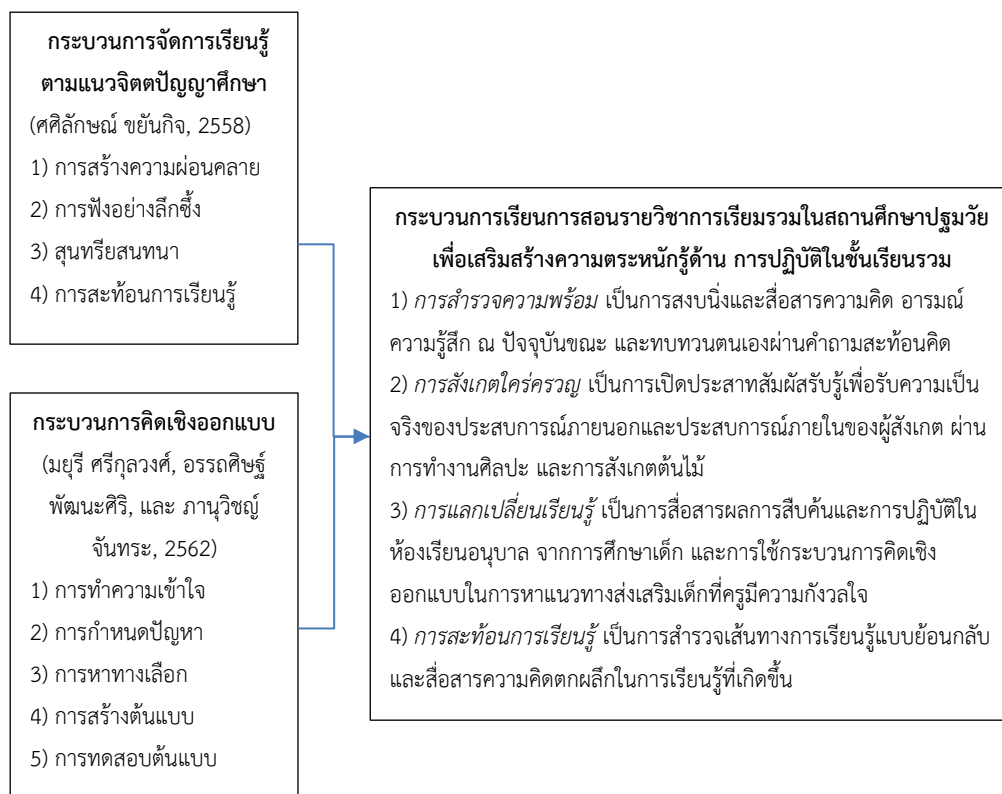 กระบวนการจัดการเรียนรู้
ตามแนวจิตตปัญญาศึกษา
(ศศิลักษณ์ ขยันกิจ, 2558)
1) การสร้างความผ่อนคลาย
2) การฟังอย่างลึกซึ้ง
3) สุนทรียสนทนา
4) การสะท้อนการเรียนรู้
กระบวนการคิดเชิงออกแบบ
(มยุรี ศรีกุลวงศ์, อรรถศิษฐ์
พัฒนะศิริ, และ ภานุวิชญ์
จันทระ, 2562)
1) การทำความเข้าใจ
2) การกำหนดปัญหา
3) การหาทางเลือก
4) การสร้างต้นแบบ
5) การทดสอบต้นแบบ
กระบวนการเรียนการสอนรายวิชาการเรียมรวมในสถานศึกษาปฐมวัย
เพื่อเสริมสร้างความตระหนักรู้ด้าน การปฏิบัติในชั้นเรียนรวม
1) การสำรวจความพร้อม เป็นการสงบนิ่งและสื่อสารความคิด อารมณ์
ความรู้สึก ณ ปัจจุบันขณะ และทบทวนตนเองผ่านคำถามสะท้อนคิด
2) การสังเกตใคร่ครวญ เป็นการเปิดประสาทสัมผัสรับรู้เพื่อรับความเป็น
จริงของประสบการณ์ภายนอกและประสบการณ์ภายในของผู้สังเกต ผ่าน
การทำงานศิลปะ และการสังเกตต้นไม้
3) การแลกเปลี่ยนเรียนรู้ เป็นการสื่อสารผลการสืบค้นและการปฏิบัติใน
ห้องเรียนอนุบาล จากการศึกษาเด็ก และการใช้กระบวนการคิดเชิง
ออกแบบในการหาแนวทางส่งเสริมเด็กที่ครูมีความกังวลใจ
4) การสะท้อนการเรียนรู้ เป็นการสำรวจเส้นทางการเรียนรู้แบบย้อนกลับ
และสื่อสารความคิดตกผลึกในการเรียนรู้ที่เกิดขึ้น